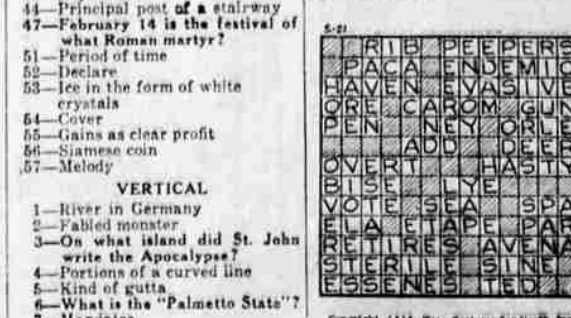 44—Principal post of a stairway
47—February 14 is the festival of
what Roman martyr?
51—Period of time
52—Declare
53—Ice in the form of white
crystals
54—Cover
55—Gains as clear profit
56—Siamese coin
57—Melody
VERTICAL
1—River in Germany
2—Fabled monster
3—On what island did St. John
write the Apocalypse?
4—Portions of a curved line
5—Kind of gutta
6—What is the "Palmetto State"?
5-21
RIB PEEPERS
PACA ENDEMIC
HAVEN EVASIVE
ORE CAROM GUN
PEN NEY ORLE
ADD DEER
OVERT HASTY
BISE LYE
VOTE SEA SPA
ELA ETAPE PAR
RETIRES AVENA
STERILE SINE
ESSENES TED